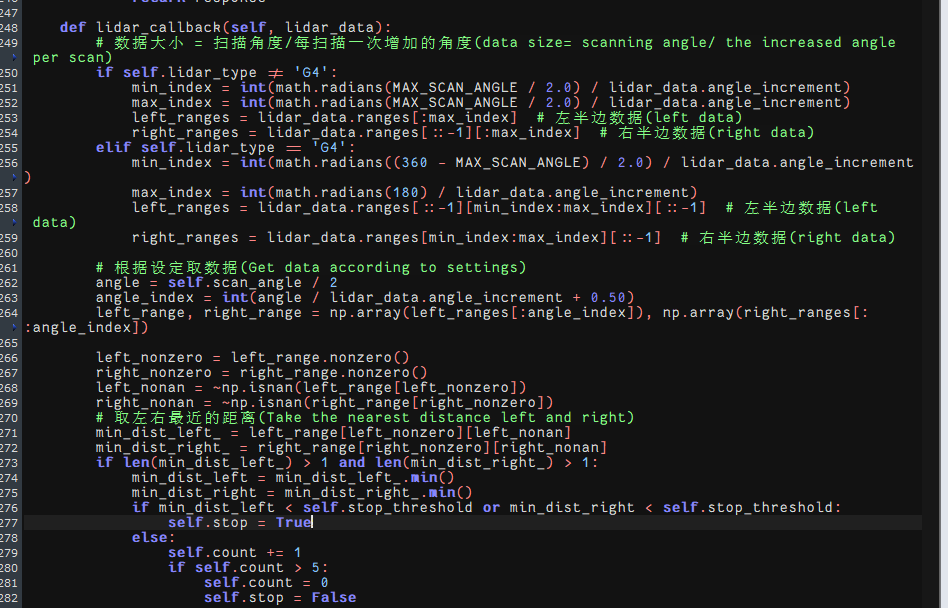 247 return response
248 def lidar_callback(self, lidar_data):
249 # 数据大小 = 扫描角度/每扫描一次增加的角度(data size= scanning angle/ the increased angle
per scan)
250 if self.lidar_type ≠ 'G4':
251 min_index = int(math.radians(MAX_SCAN_ANGLE / 2.0) / lidar_data.angle_increment)
252 max_index = int(math.radians(MAX_SCAN_ANGLE / 2.0) / lidar_data.angle_increment)
253 left_ranges = lidar_data.ranges[:max_index] # 左半边数据(left data)
254 right_ranges = lidar_data.ranges[::-1][:max_index] # 右半边数据(right data)
255 elif self.lidar_type == 'G4':
256 min_index = int(math.radians((360 - MAX_SCAN_ANGLE) / 2.0) / lidar_data.angle_increment
)
257 max_index = int(math.radians(180) / lidar_data.angle_increment)
258 left_ranges = lidar_data.ranges[::-1][min_index:max_index][::-1] # 左半边数据(left
data)
259 right_ranges = lidar_data.ranges[min_index:max_index][::-1] # 右半边数据(right data)
260
261 # 根据设定取数据(Get data according to settings)
262 angle = self.scan_angle / 2
263 angle_index = int(angle / lidar_data.angle_increment + 0.50)
264 left_range, right_range = np.array(left_ranges[:angle_index]), np.array(right_ranges[:
:angle_index])
265
266 left_nonzero = left_range.nonzero()
267 right_nonzero = right_range.nonzero()
268 left_nonan = ~np.isnan(left_range[left_nonzero])
269 right_nonan = ~np.isnan(right_range[right_nonzero])
270 # 取左右最近的距离(Take the nearest distance left and right)
271 min_dist_left_ = left_range[left_nonzero][left_nonan]
272 min_dist_right_ = right_range[right_nonzero][right_nonan]
273 if len(min_dist_left_) > 1 and len(min_dist_right_) > 1:
274 min_dist_left = min_dist_left_.min()
275 min_dist_right = min_dist_right_.min()
276 if min_dist_left < self.stop_threshold or min_dist_right < self.stop_threshold:
277 self.stop = True
278 else:
279 self.count += 1
280 if self.count > 5:
281 self.count = 0
282 self.stop = False